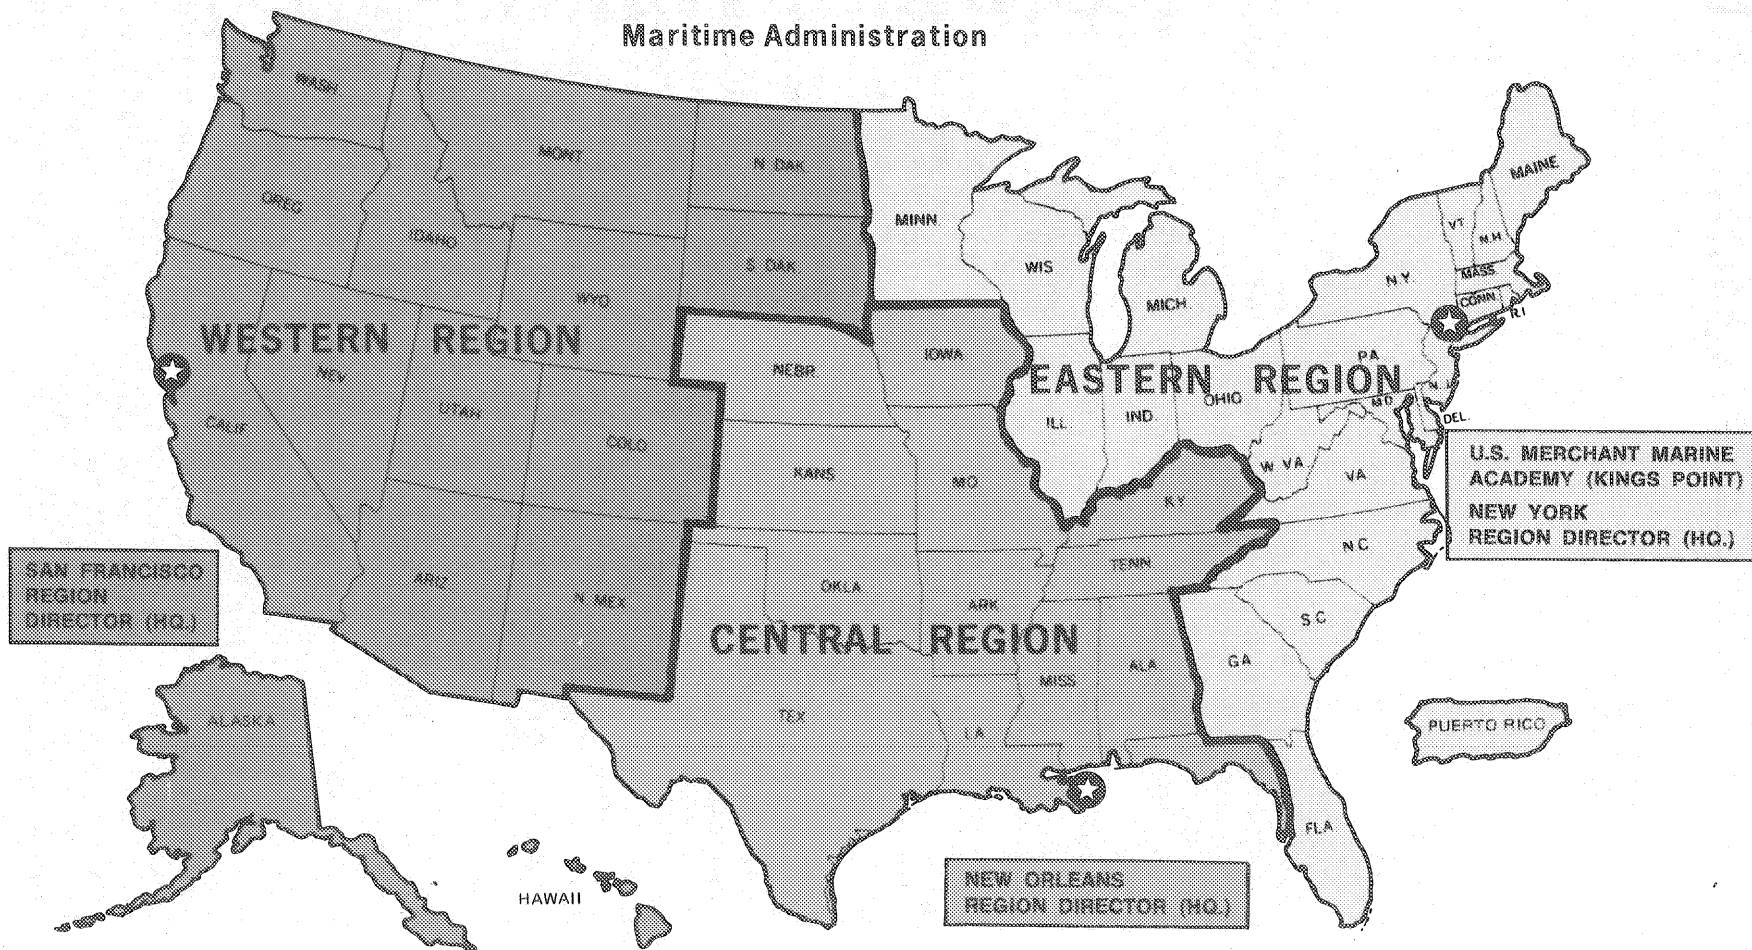 Maritime Administration
WASH
MONT
N. DAK
MINN.
MAINE
OREG
IDAHO
S. DAK
WIS
MICH.
N.Y.
VT
N.H
MASS
CONN.
R.I
WYO
WESTERN REGION
NEV
UTAH
CALIF
COLO
NEBR
IOWA
EASTERN REGION
ILL.
IND
OHIO
PA
N.J.
MD
DEL.
W VA
VA
KANS
MO
KY
U.S. MERCHANT MARINE
ACADEMY (KINGS POINT)
NEW YORK
REGION DIRECTOR (HQ.)
SAN FRANCISCO
REGION
DIRECTOR (HQ.)
ARIZ
N. MEX
OKLA
ARK
TENN
N C
S C
CENTRAL REGION
TEX
LA
MISS
ALA
GA
FLA
PUERTO RICO
ALASKA
HAWAII
NEW ORLEANS
REGION DIRECTOR (HQ.)